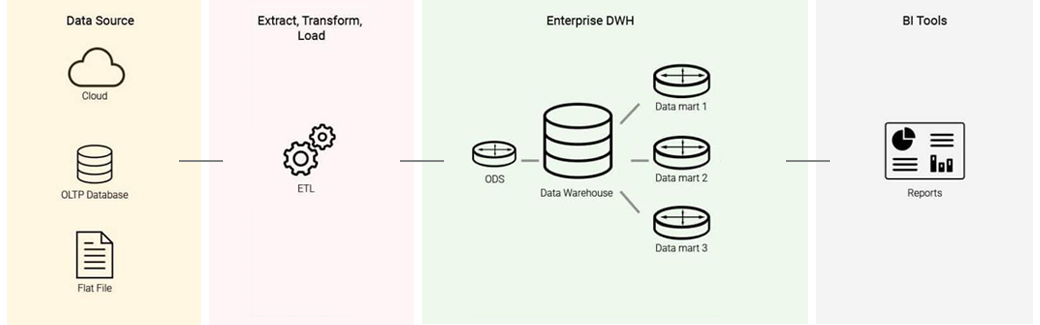 Data Source
Cloud
OLTP Database
Flat File
Extract, Transform,
Load
ETL
Enterprise DWH
ODS
Data Warehouse
Data mart 1
Data mart 2
Data mart 3
BI Tools
Reports